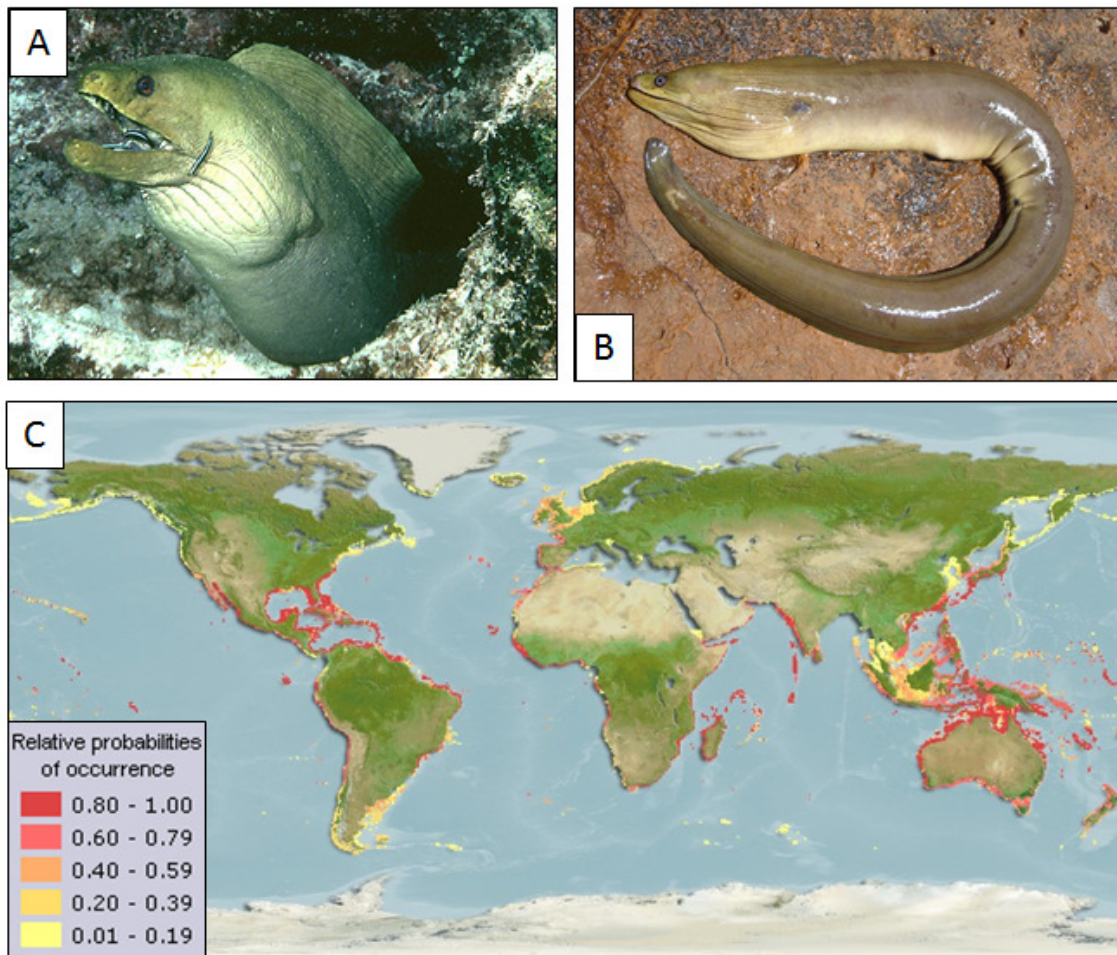 A
B
C
Relative probabilities
of occurrence
0.80 - 1.00
0.60 - 0.79
0.40 - 0.59
0.20 - 0.39
0.01 - 0.19